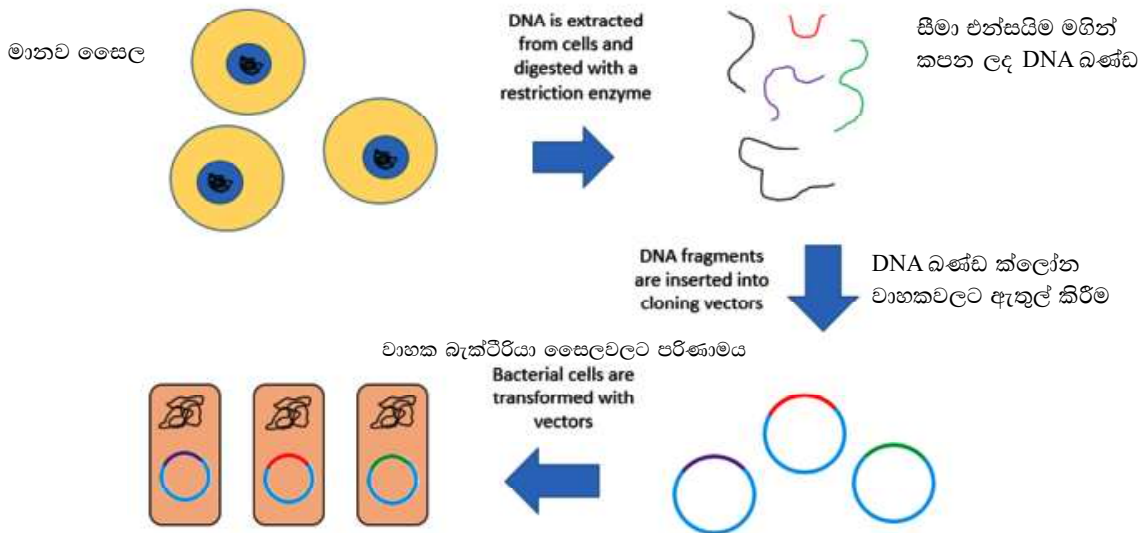 මානව සෛල
DNA is extracted
from cells and
digested with a
restriction enzyme
සීමා එන්සයිම මගින්
කපන ලද DNA ඛණ්ඩ
DNA fragments
are inserted into
cloning vectors
DNA ඛණ්ඩ ක්ලෝන
වාහකවලට ඇතුල් කිරීම
වාහක බැක්ටීරියා සෛලවලට පරිණාමය
Bacterial cells are
transformed with
vectors